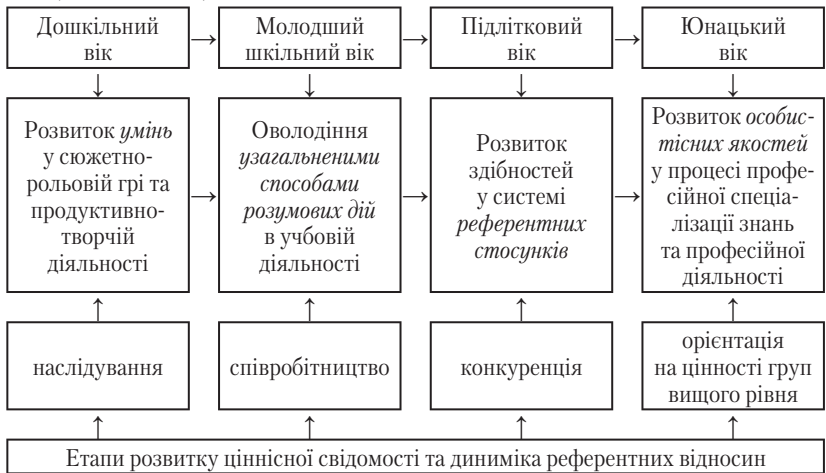 Дошкільний
вік
Молодший
шкільний вік
Підлітковий
вік
Юнацький
вік
Розвиток умінь
у сюжетно-
рольовій грі та
продуктивно-
творчій
діяльності
Оволодіння
узагальненими
способами
розумових дій
в учбовій
діяльності
Розвиток
здібностей
у системі
референтних
стосунків
Розвиток особис-
тісних якостей
у процесі профе-
сійної спеціа-
лізації знань
та професійної
діяльності
наслідування
співробітництво
конкуренція
орієнтація
на цінності груп
вищого рівня
Етапи розвитку ціннісної свідомості та диниміка референтних відносин